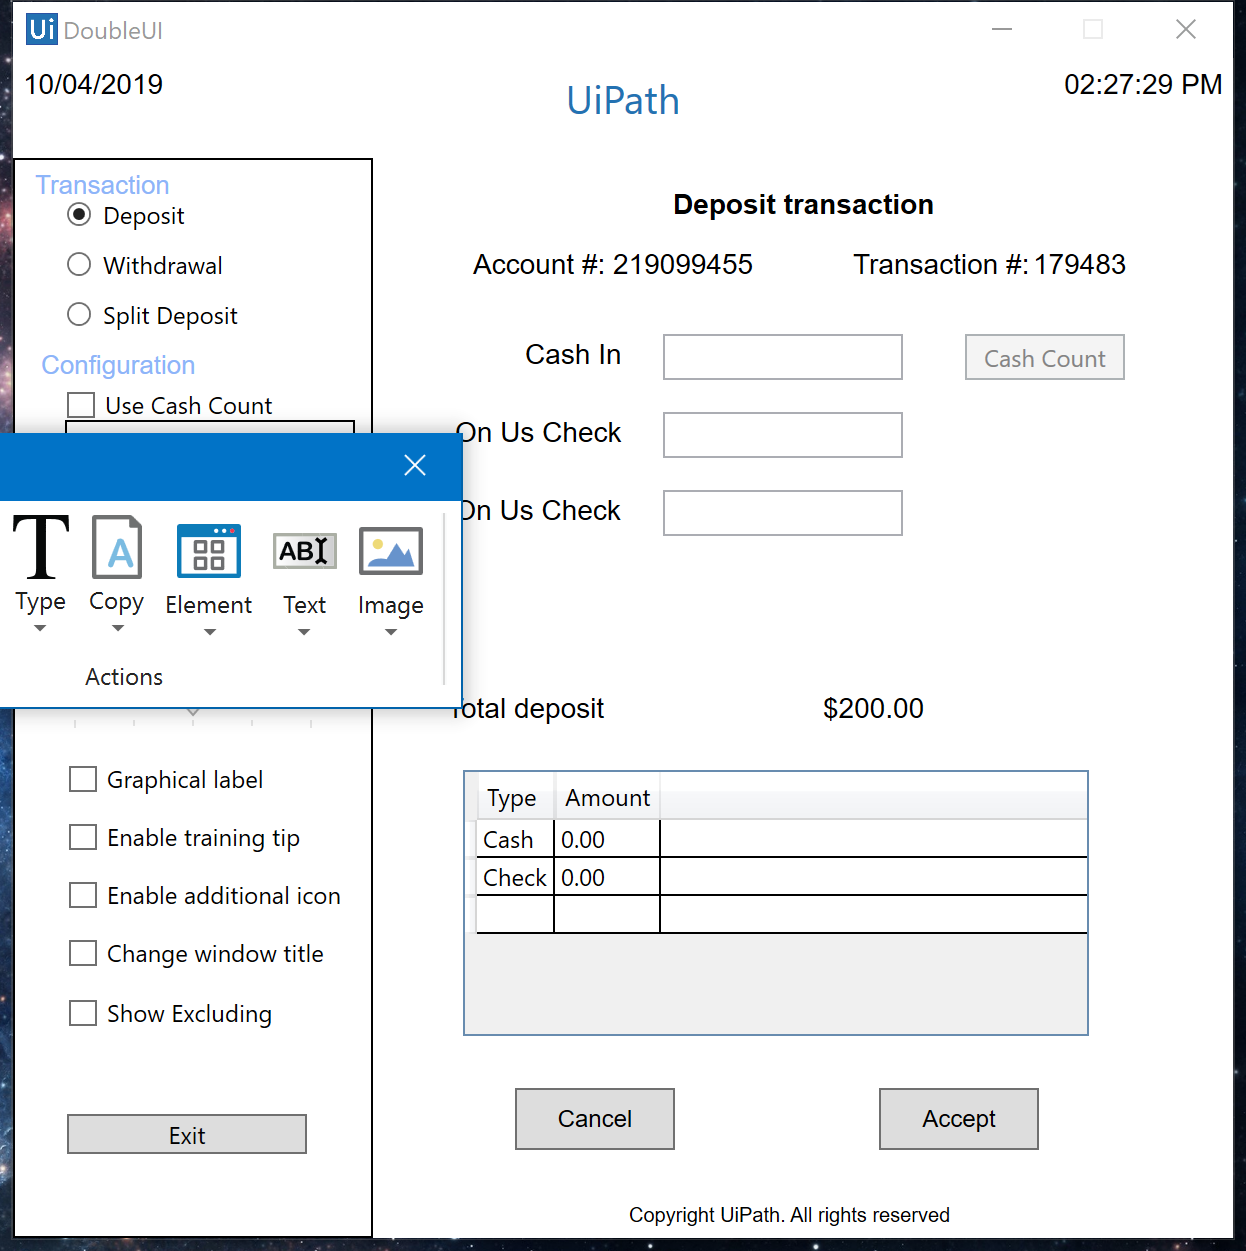 Ui DoubleUI
10/04/2019
02:27:29 PM
UiPath
Transaction
Deposit
Withdrawal
Split Deposit
Configuration
Use Cash Count
Deposit transaction
Account #: 219099455
Transaction #: 179483
Cash In
Cash Count
On Us Check
On Us Check
T
A
ABI
Type
Copy
Element
Text
Image
Actions
Total deposit
$200.00
Graphical label
Enable training tip
Enable additional icon
Change window title
Show Excluding
Exit
Type Amount
Cash 0.00
Check 0.00
Cancel
Accept
Copyright UiPath. All rights reserved